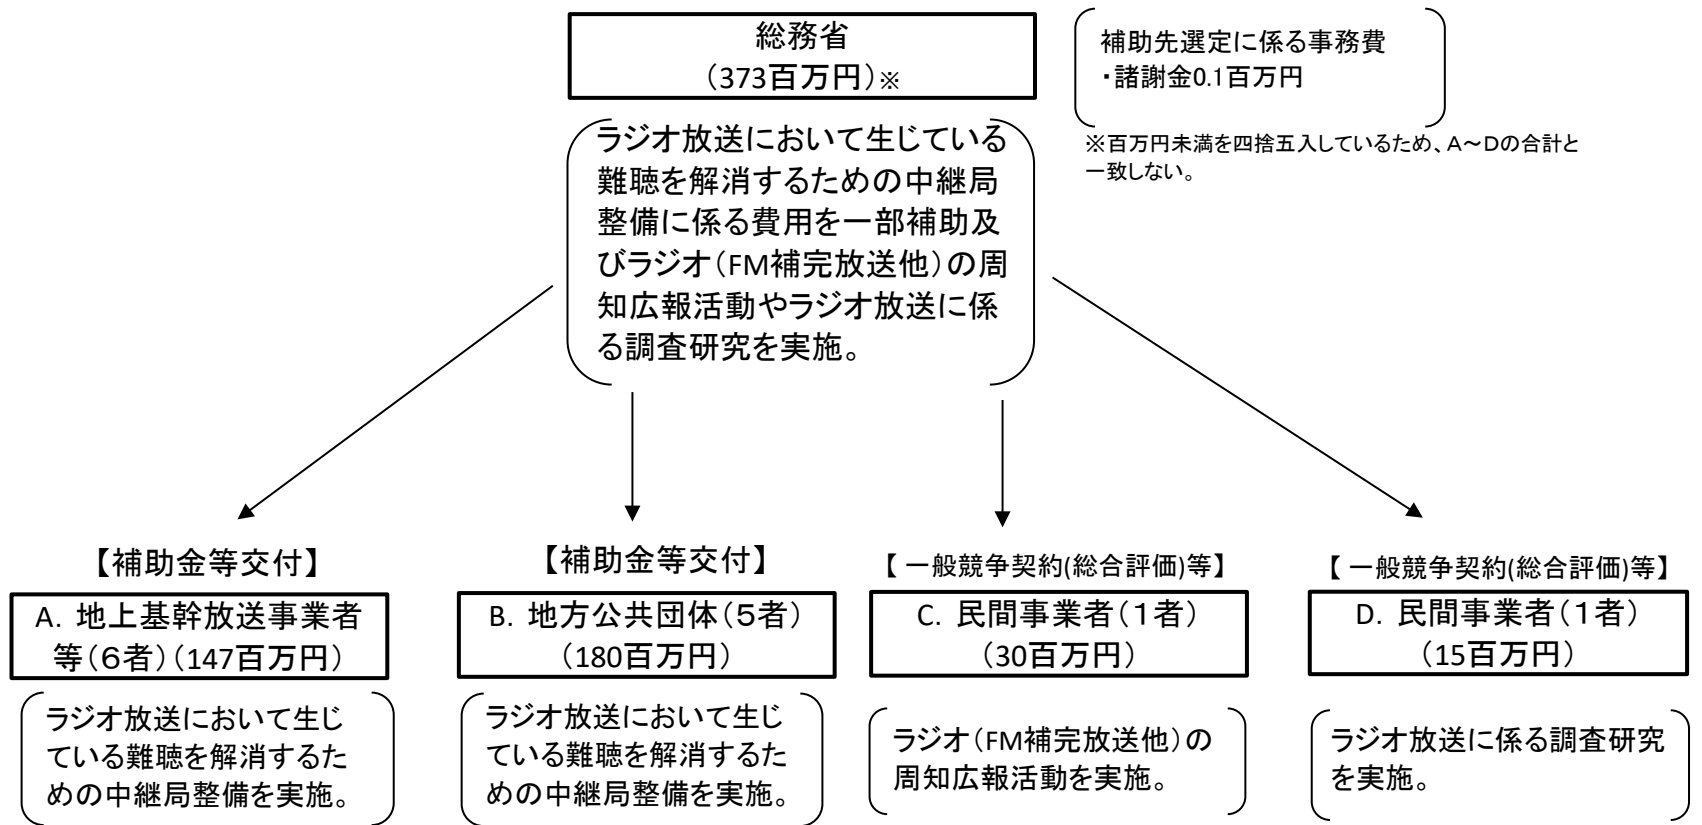 総務省
（373百万円）※
補助先選定に係る事務費
・諸謝金0.1百万円
※百万円未満を四捨五入しているため、A～Dの合計と
一致しない。
ラジオ放送において生じている
難聴を解消するための中継局
整備に係る費用を一部補助及
びラジオ（FM補完放送他）の周
知広報活動やラジオ放送に係
る調査研究を実施。
【補助金等交付】
A. 地上基幹放送事業者
等（６者）（147百万円）
ラジオ放送において生じ
ている難聴を解消するた
めの中継局整備を実施。
【補助金等交付】
B. 地方公共団体（５者）
（180百万円）
ラジオ放送において生じ
ている難聴を解消するた
めの中継局整備を実施。
【 一般競争契約(総合評価)等】
C. 民間事業者（１者）
（30百万円）
ラジオ（FM補完放送他）の
周知広報活動を実施。
【 一般競争契約(総合評価)等】
D. 民間事業者（１者）
（15百万円）
ラジオ放送に係る調査研究
を実施。